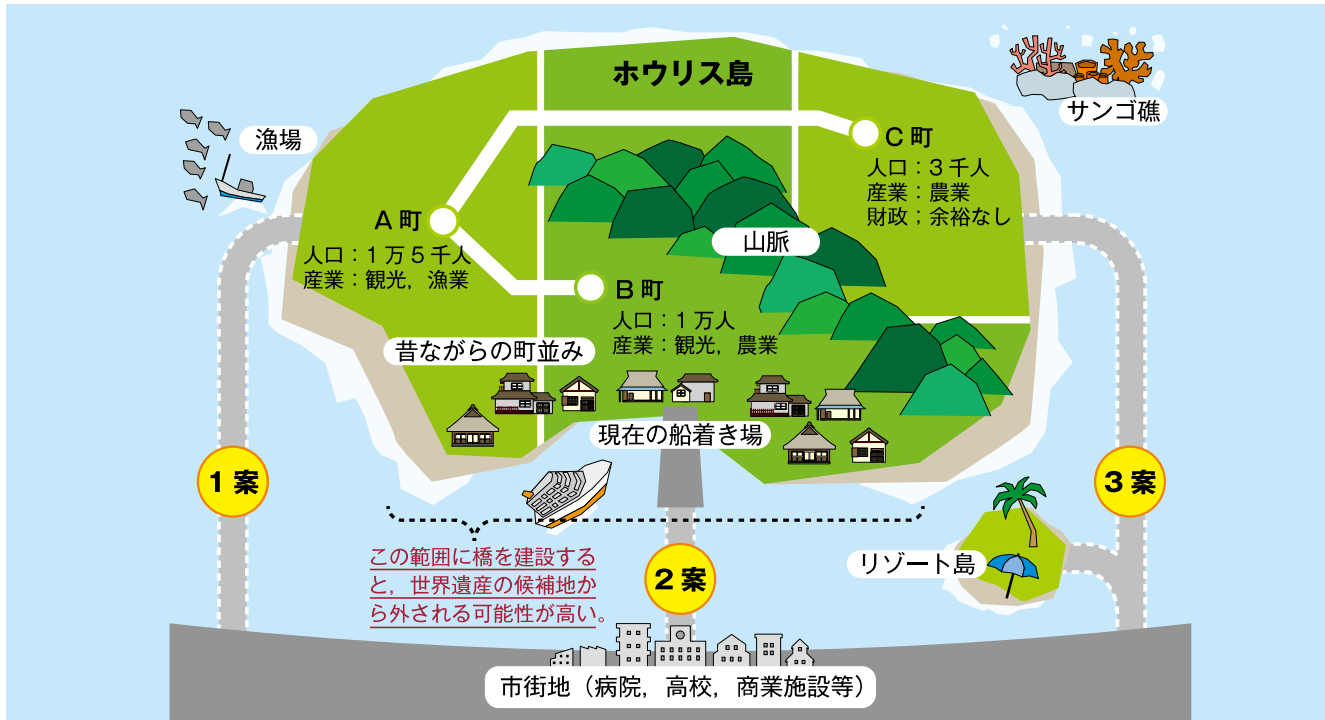 ホウリス島
サンゴ礁
漁場
C 町
人口：3 千人
産業：農業
財政；余裕なし
A 町
人口：1 万 5 千人
産業：観光，漁業
山脈
B 町
人口：1 万人
産業：観光，農業
昔ながらの町並み
現在の船着き場
1 案
2 案
3 案
この範囲に橋を建設する
と，世界遺産の候補地か
ら外される可能性が高い。
リゾート島
市街地（病院，高校，商業施設等）